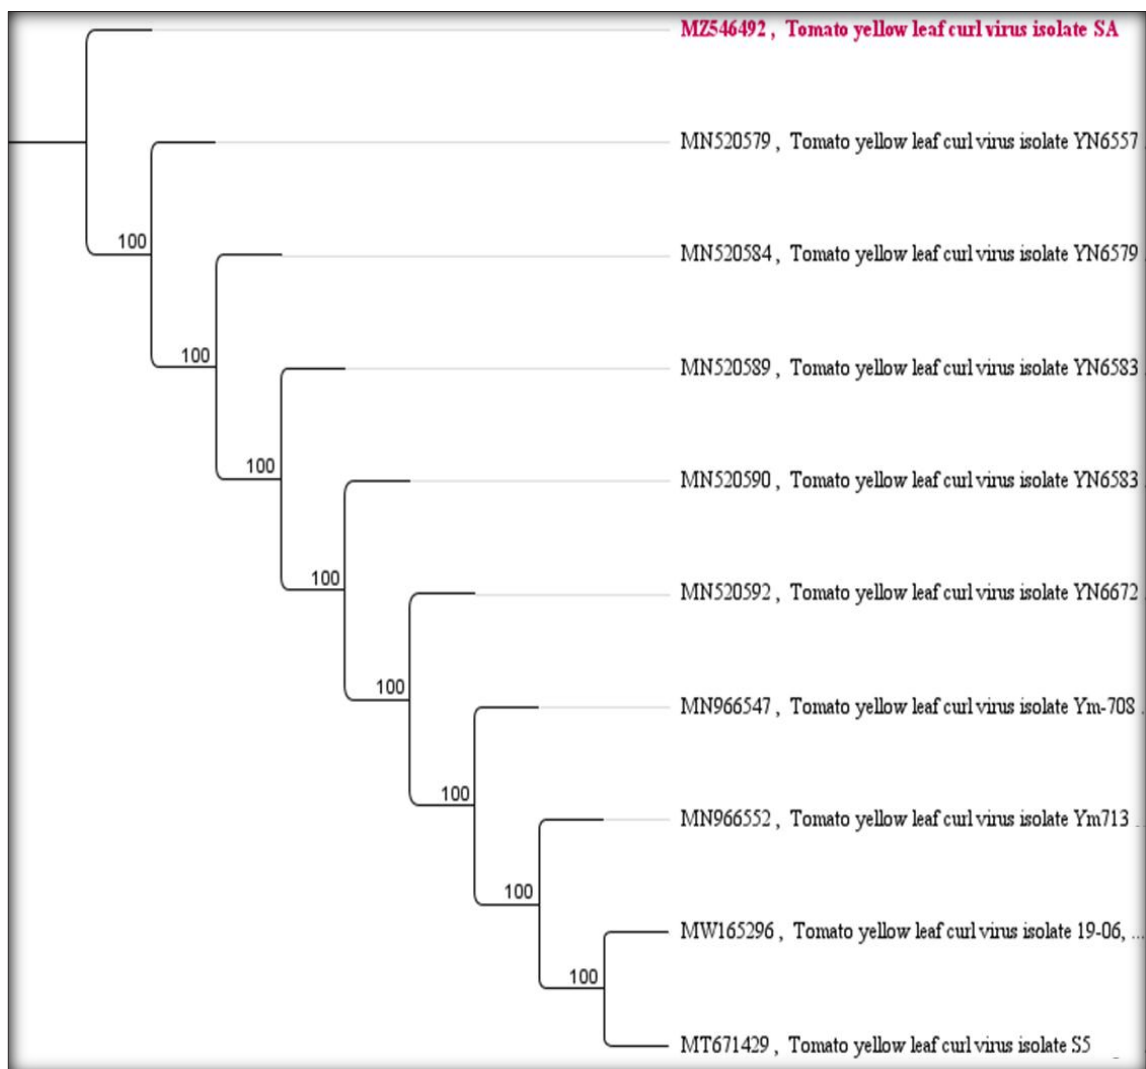 MZ546492 , Tomato yellow leaf curl virus isolate SA
MN520579 , Tomato yellow leaf curl virus isolate YN6557
100
MN520584 , Tomato yellow leaf curl virus isolate YN6579
100
MN520589 , Tomato yellow leaf curl virus isolate YN6583
100
MN520590 , Tomato yellow leaf curl virus isolate YN6583
100
MN520592 , Tomato yellow leaf curl virus isolate YN6672
100
MN966547 , Tomato yellow leaf curl virus isolate Ym-708
100
MN966552 , Tomato yellow leaf curl virus isolate Ym713
100
MW165296 , Tomato yellow leaf curl virus isolate 19-06, ...
100
MT671429 , Tomato yellow leaf curl virus isolate S5